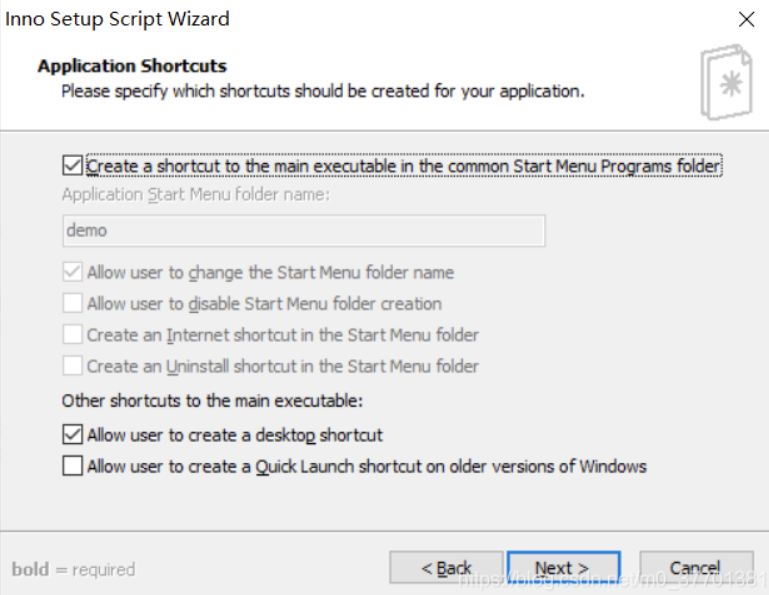 Inno Setup Script Wizard
Application Shortcuts
Please specify which shortcuts should be created for your application.
Create a shortcut to the main executable in the common Start Menu Programs folder
Application Start Menu folder name:
demo
Allow user to change the Start Menu folder name
Allow user to disable Start Menu folder creation
Create an Internet shortcut in the Start Menu folder
Create an Uninstall shortcut in the Start Menu folder
Other shortcuts to the main executable:
Allow user to create a desktop shortcut
Allow user to create a Quick Launch shortcut on older versions of Windows
bold = required
< Back
Next >
Cancel
https://blog.csdn.net/m0_37701381